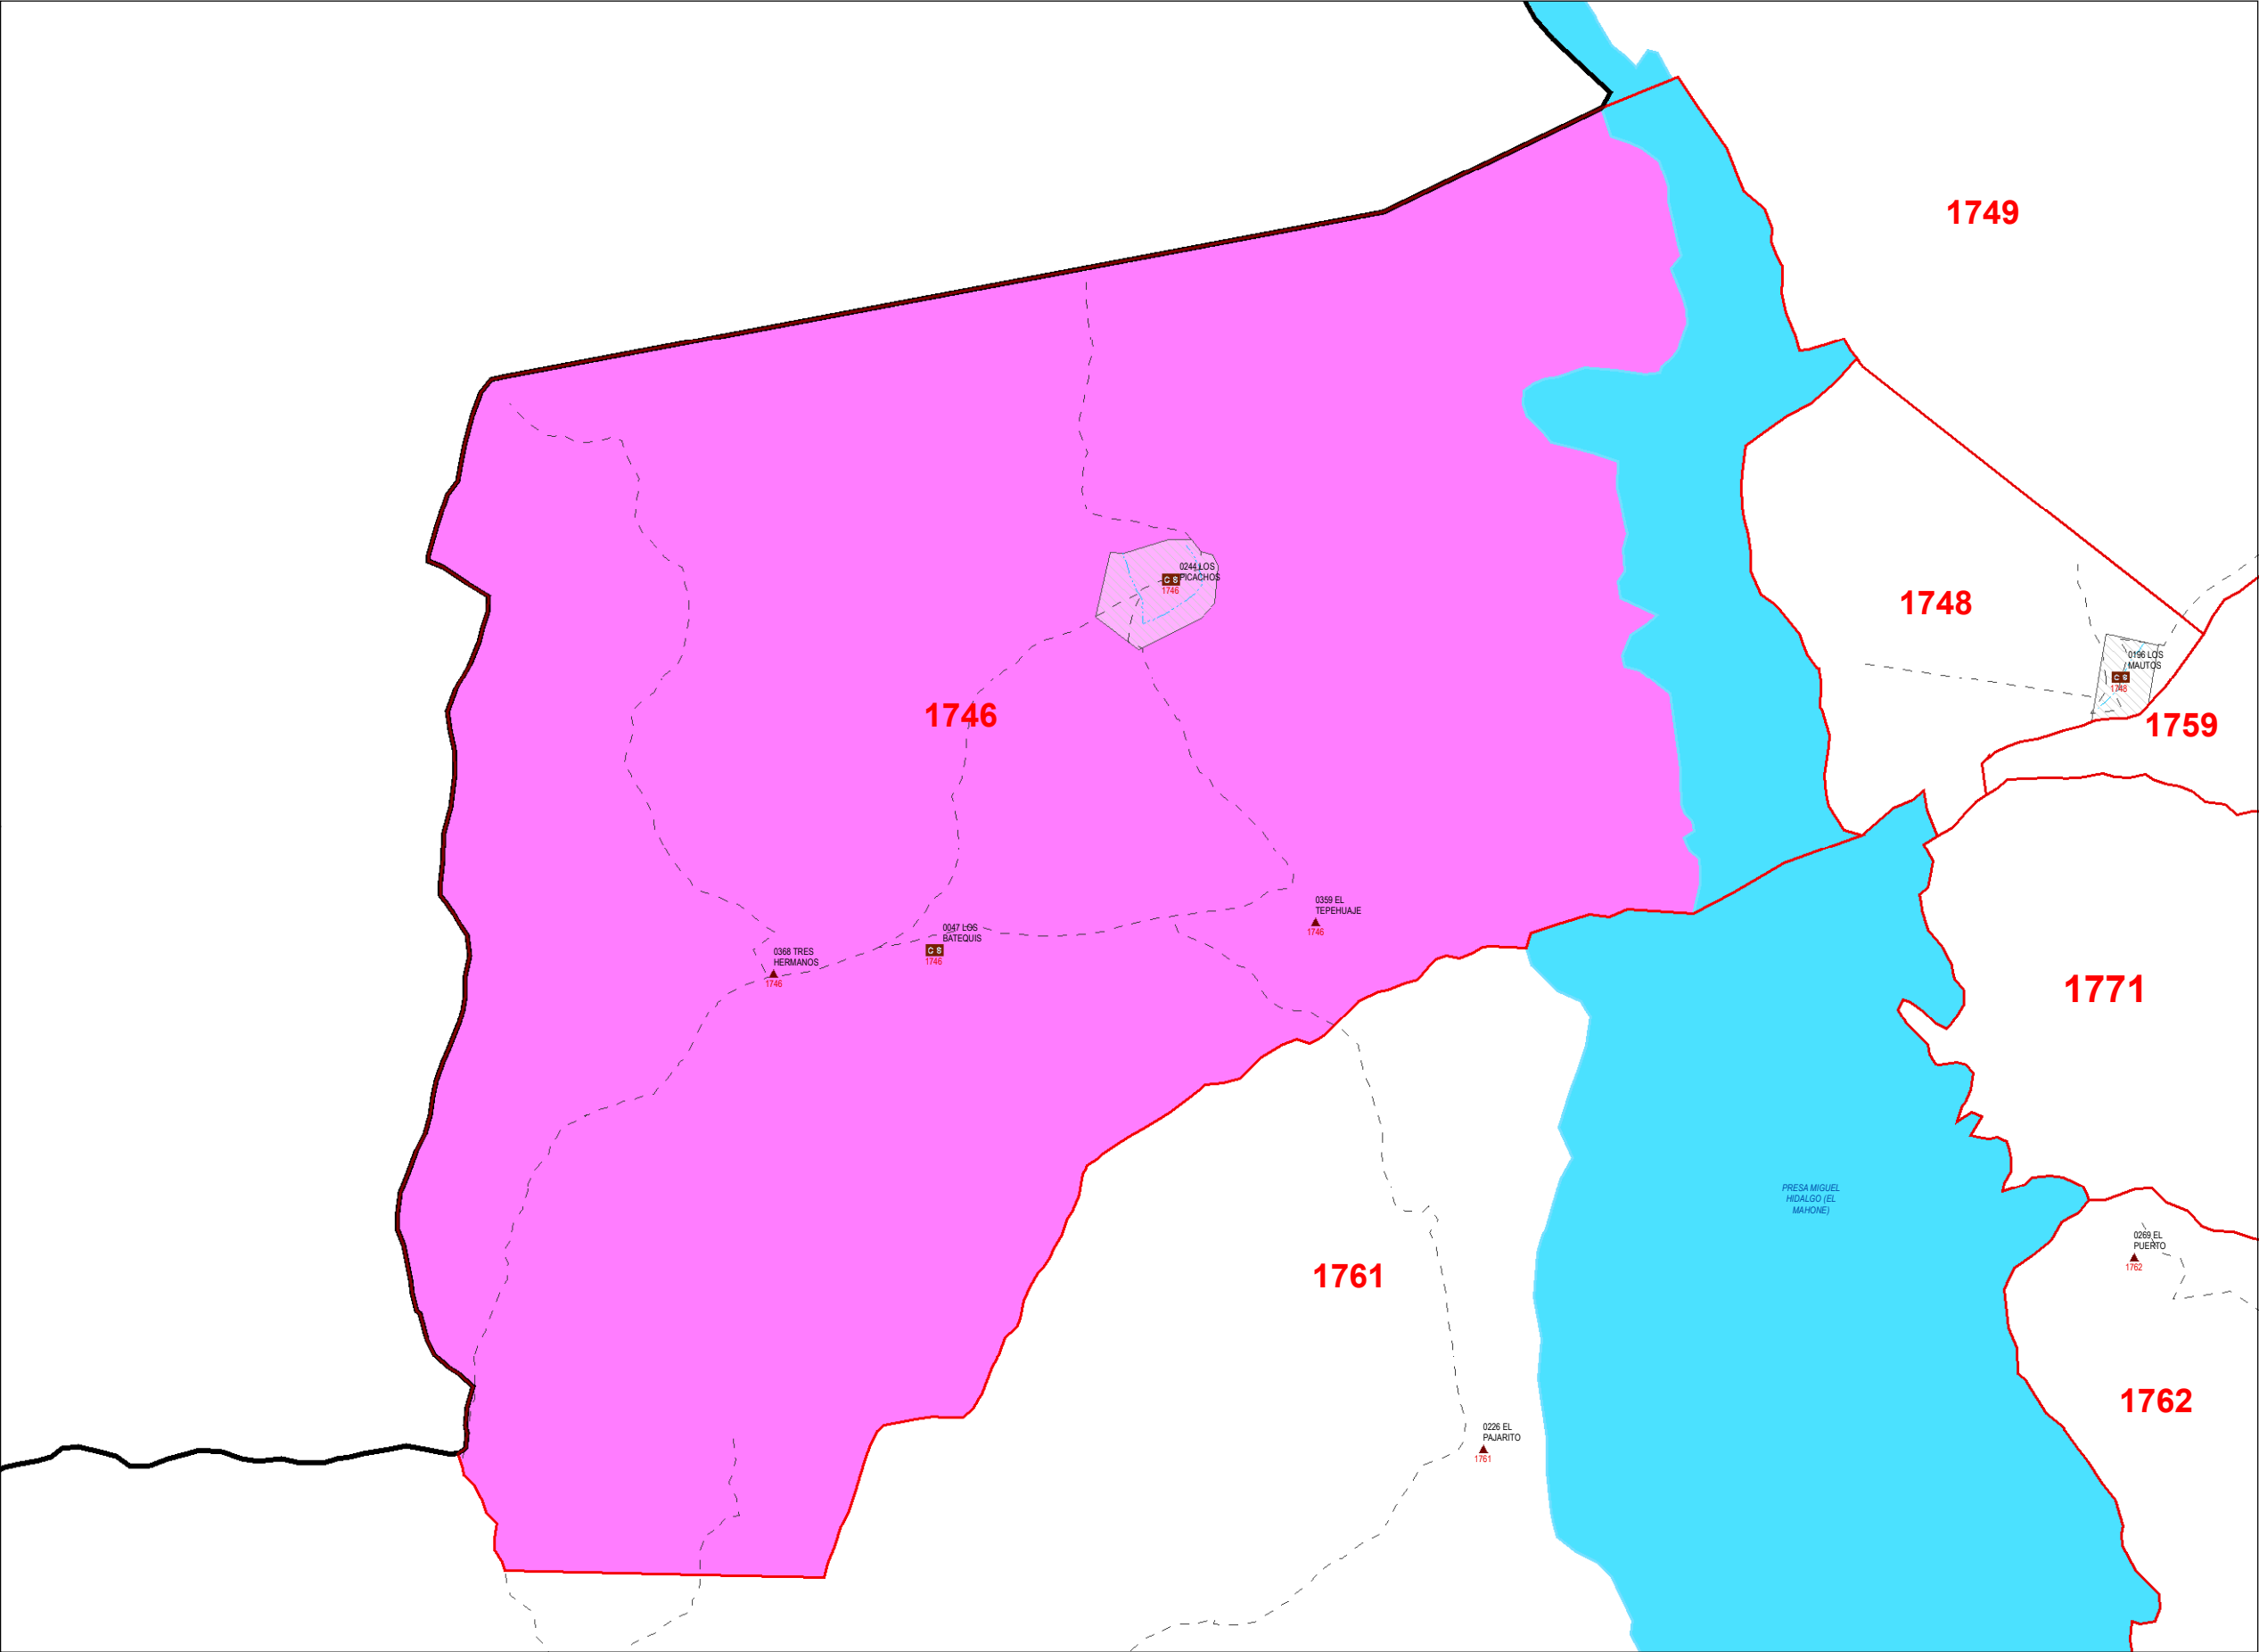 1749
0244 LOS
PICACHOS
C S
1746
1748
0196 LOS
MAUTOS
C S
1748
1746
1759
0359 EL
TEPEHUAJE
1746
0047 LOS
BATEQUIS
C S
1746
0368 TRES
HERMANOS
1746
1771
PRESA MIGUEL
HIDALGO (EL
MAHONE)
0269 EL
PUERTO
1762
1761
1762
0226 EL
PAJARITO
1761